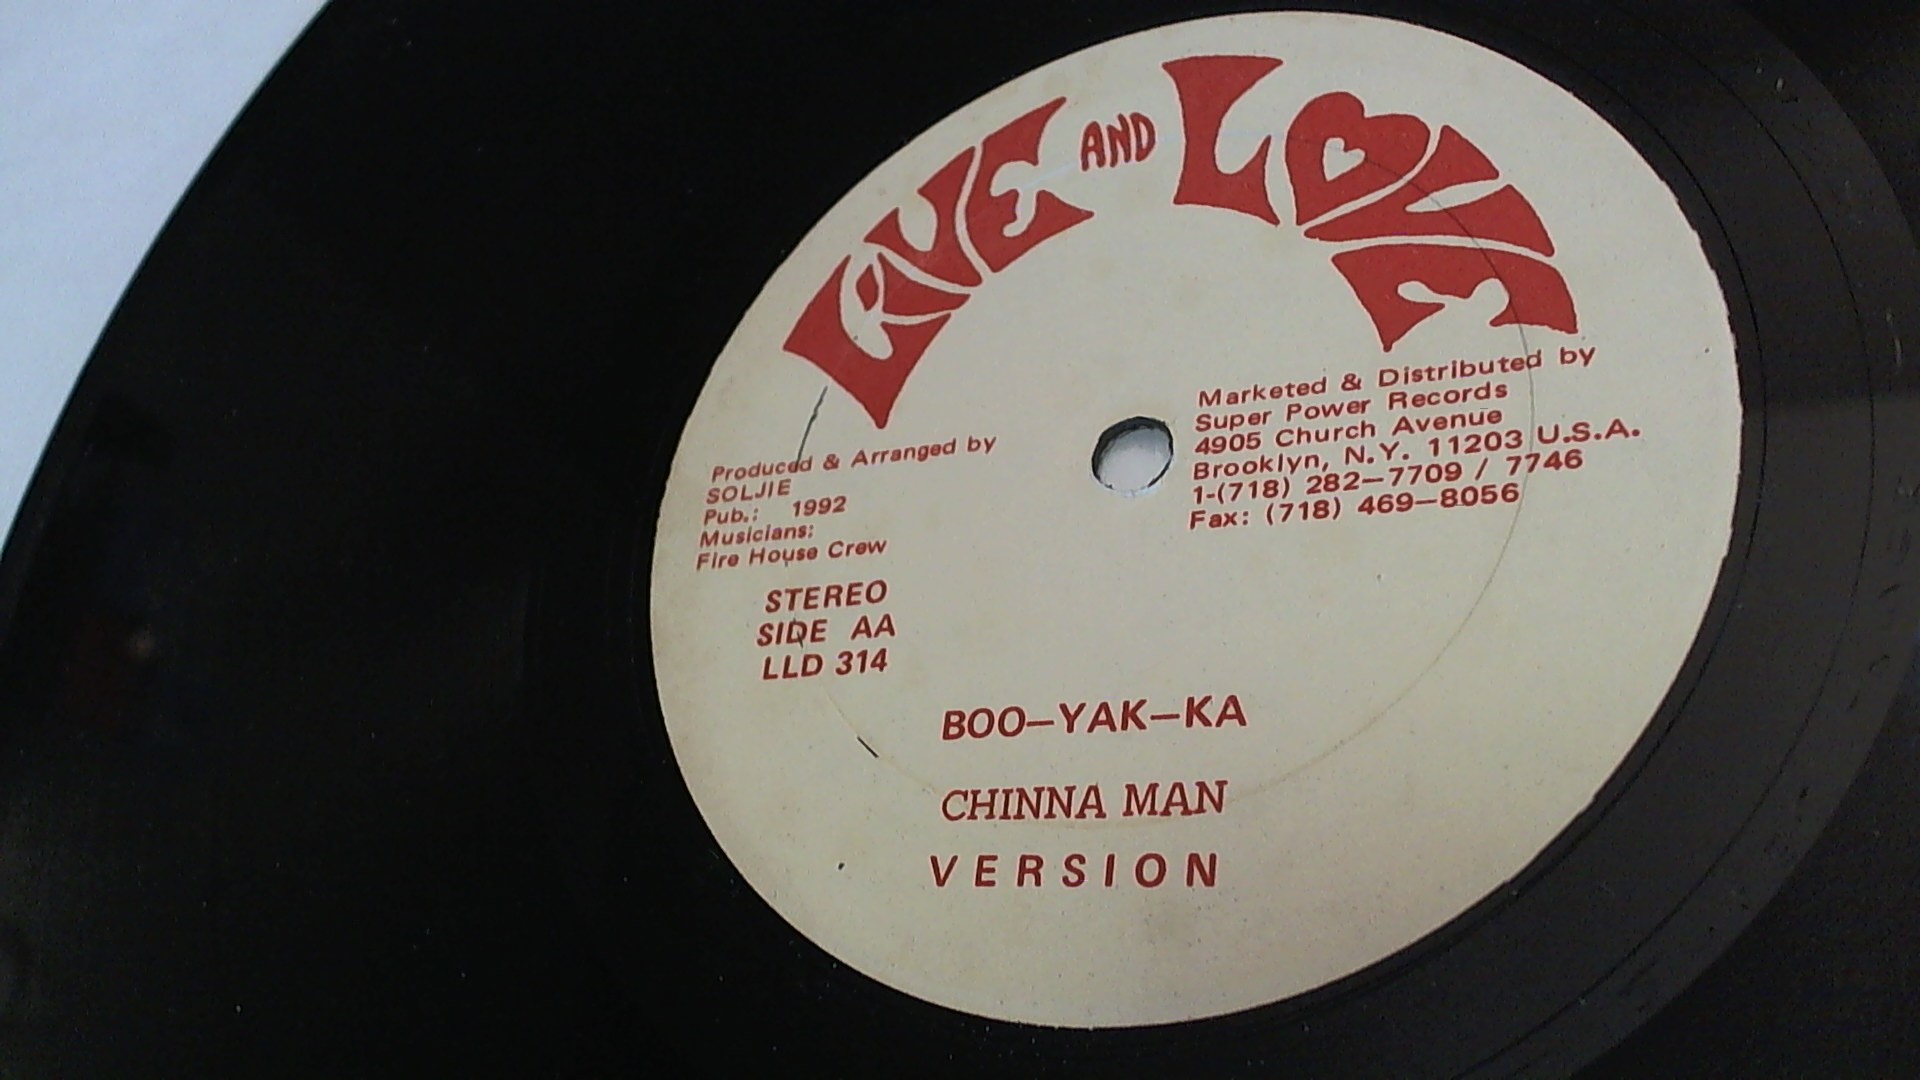 LIVE AND LOVE
Produced & Arranged by
SOLJIE
Pub.: 1992
Musicians:
Fire House Crew
STEREO
SIDE AA
LLD 314
Marketed & Distributed by
Super Power Records
4905 Church Avenue
Brooklyn, N.Y. 11203 U.S.A.
1-(718) 282-7709 / 7746
Fax: (718) 469-8056
BOO-YAK-KA
CHINNA MAN
VERSION